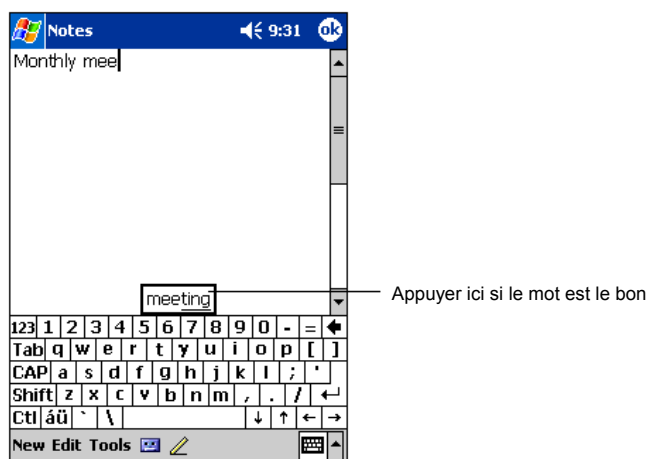 Notes 9:31 ok
Monthly mee
meeting
Appuyer ici si le mot est le bon
123 1 2 3 4 5 6 7 8 9 0 - = 🡸
Tab q w e r t y u i o p [ ]
CAP a s d f g h j k l ; '
Shift z x c v b n m , . / ↵
Ctl áü ` \ ↓ ↑ ← →
New Edit Tools